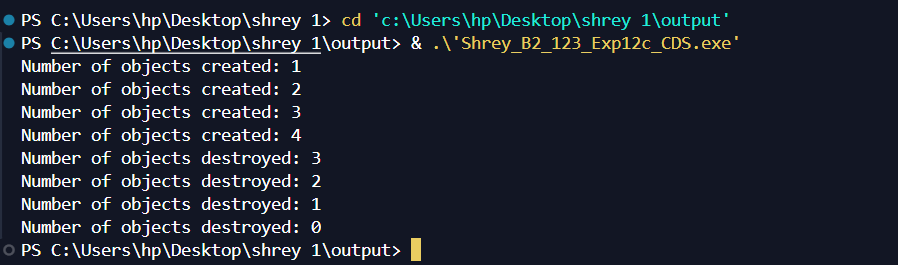 PS C:\Users\hp\Desktop\shrey 1> cd 'c:\Users\hp\Desktop\shrey 1\output'
PS C:\Users\hp\Desktop\shrey 1\output> & .\'Shrey_B2_123_Exp12c_CDS.exe'
Number of objects created: 1
Number of objects created: 2
Number of objects created: 3
Number of objects created: 4
Number of objects destroyed: 3
Number of objects destroyed: 2
Number of objects destroyed: 1
Number of objects destroyed: 0
PS C:\Users\hp\Desktop\shrey 1\output>